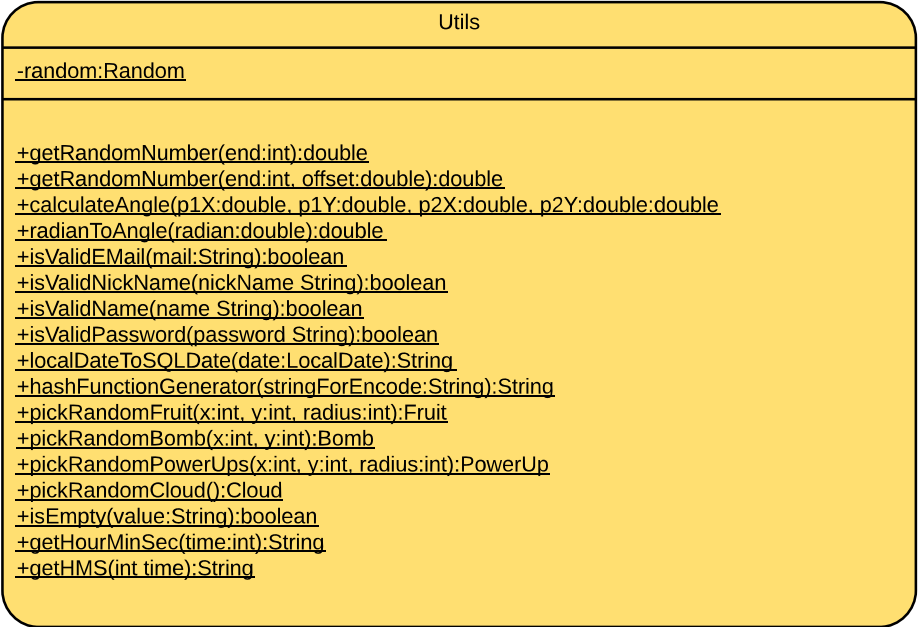 Utils
-random:Random
+getRandomNumber(end:int):double
+getRandomNumber(end:int, offset:double):double
+calculateAngle(p1X:double, p1Y:double, p2X:double, p2Y:double:double
+radianToAngle(radian:double):double
+isValidEMail(mail:String):boolean
+isValidNickName(nickName String):boolean
+isValidName(name String):boolean
+isValidPassword(password String):boolean
+localDateToSQLDate(date:LocalDate):String
+hashFunctionGenerator(stringForEncode:String):String
+pickRandomFruit(x:int, y:int, radius:int):Fruit
+pickRandomBomb(x:int, y:int):Bomb
+pickRandomPowerUps(x:int, y:int, radius:int):PowerUp
+pickRandomCloud():Cloud
+isEmpty(value:String):boolean
+getHourMinSec(time:int):String
+getHMS(int time):String